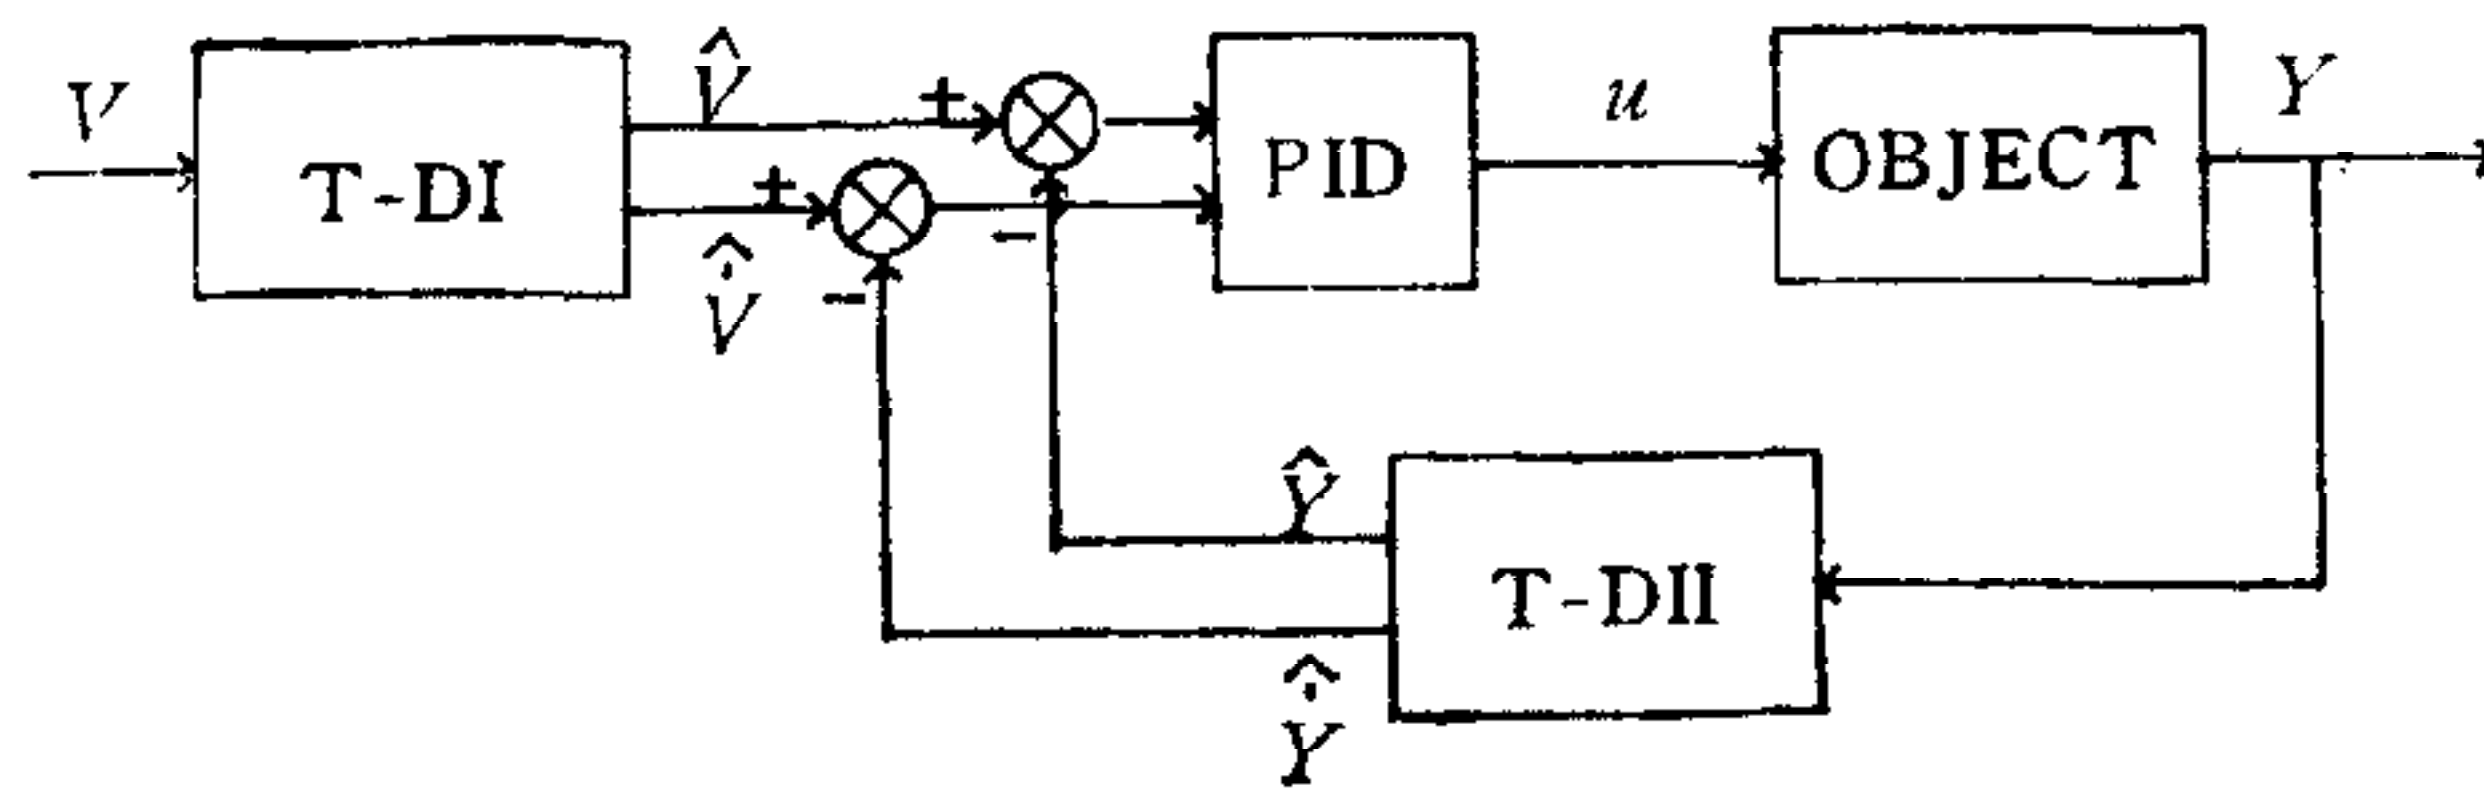 V
T-DI
V̂
+
+
V̇̂
−
−
PID
u
OBJECT
Y
Ŷ
T-DII
Ẏ̂